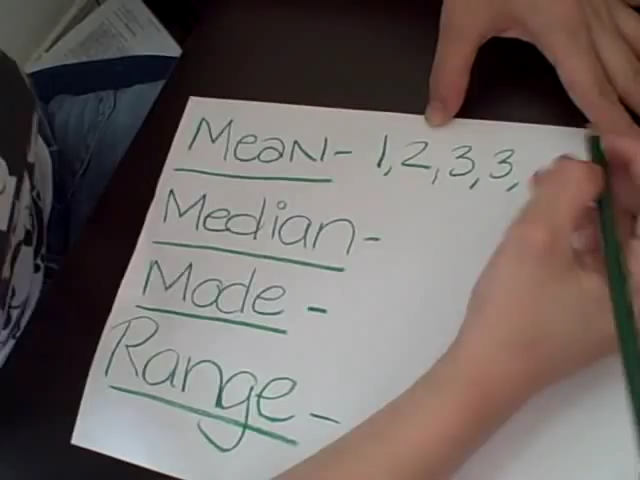 Mean- 1, 2, 3, 3,
Median-
Mode -
Range -